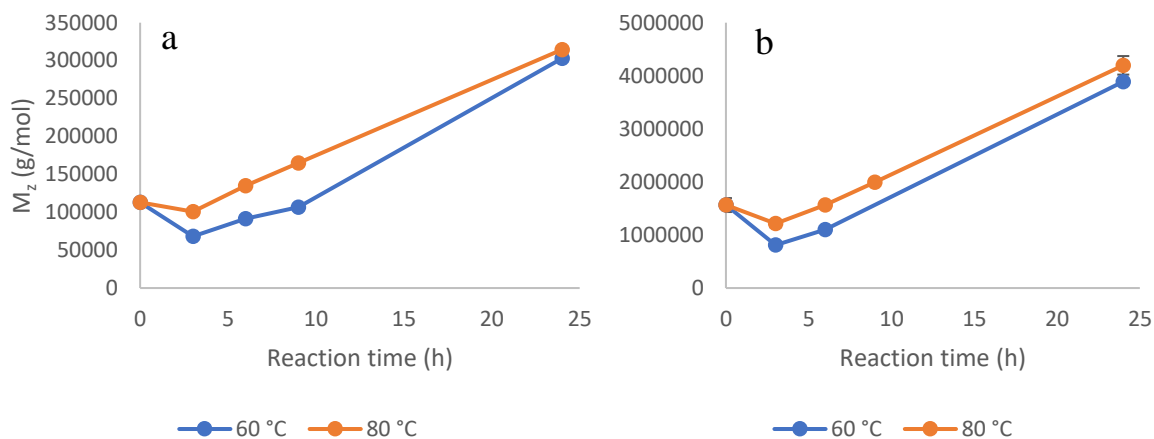 a
350000
300000
250000
200000
150000
100000
50000
0
M_z (g/mol)
0 5 10 15 20 25
Reaction time (h)
60 °C 80 °C
b
5000000
4000000
3000000
2000000
1000000
0
0 5 10 15 20 25
Reaction time (h)
60 °C 80 °C